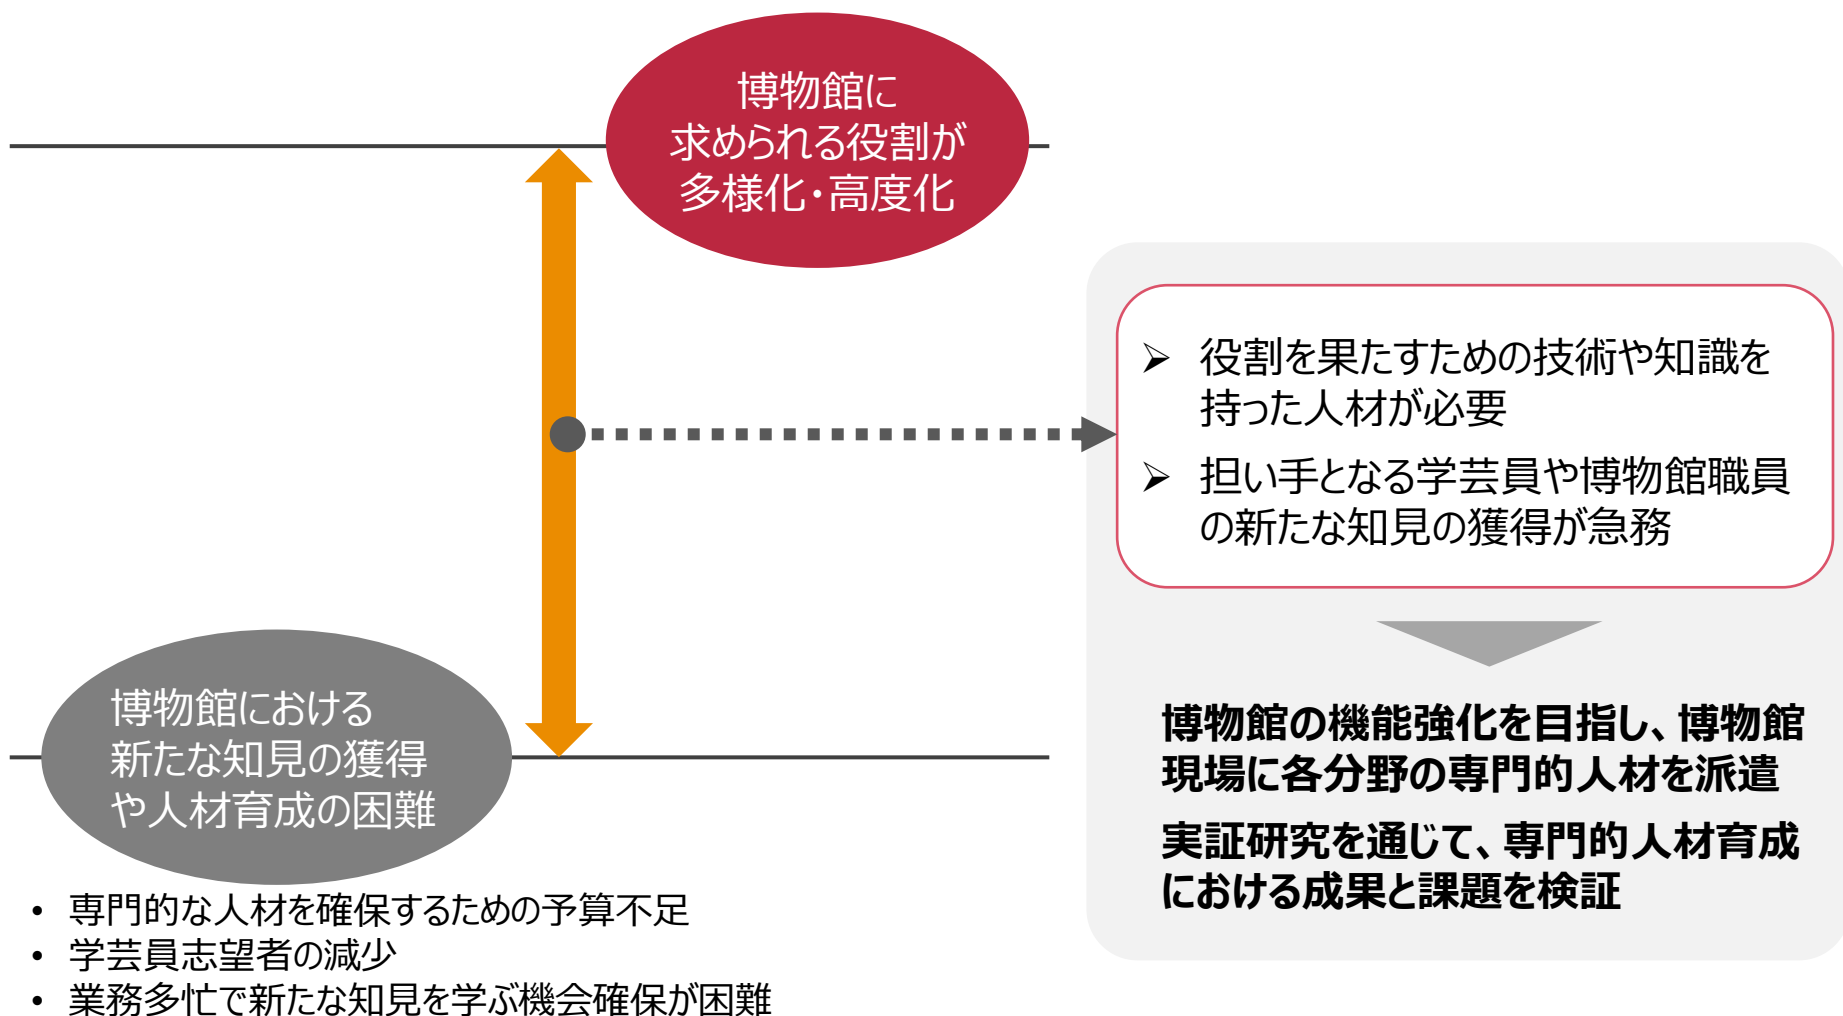 博物館に
求められる役割が
多様化・高度化
➢ 役割を果たすための技術や知識を
持った人材が必要
➢ 担い手となる学芸員や博物館職員
の新たな知見の獲得が急務
博物館における
新たな知見の獲得
や人材育成の困難
• 専門的な人材を確保するための予算不足
• 学芸員志望者の減少
• 業務多忙で新たな知見を学ぶ機会確保が困難
博物館の機能強化を目指し、博物館
現場に各分野の専門的人材を派遣
実証研究を通じて、専門的人材育成
における成果と課題を検証